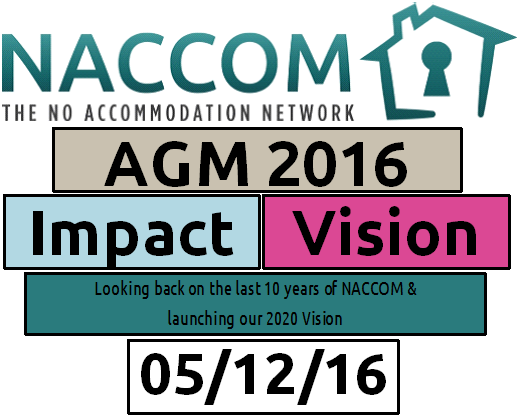 NACCOM
THE NO ACCOMMODATION NETWORK
AGM 2016
Impact Vision
Looking back on the last 10 years of NACCOM &
launching our 2020 Vision
05/12/16